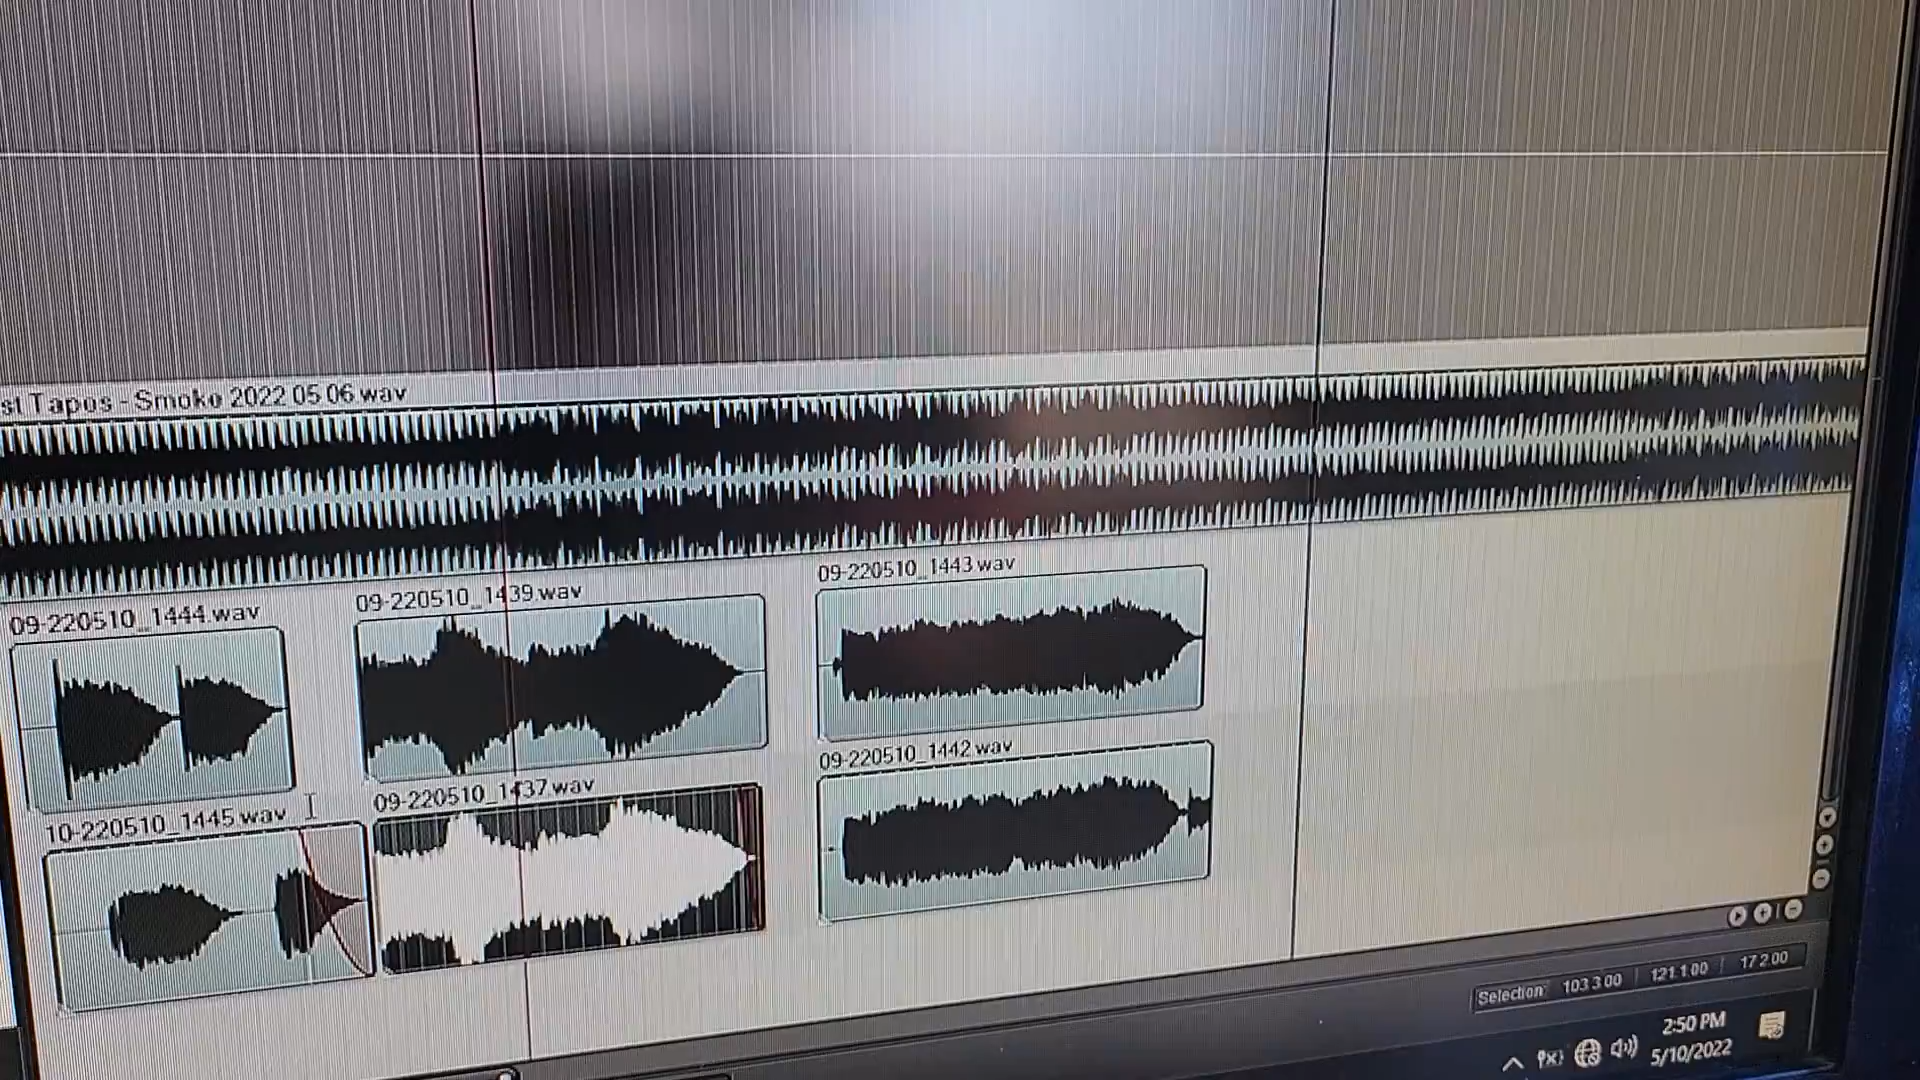 st Tapos - Smoke 2022 05 06.wav
09-220510_1444.wav
09-220510_1439.wav
09-220510_1443.wav
10-220510_1445.wav
09-220510_1437.wav
09-220510_1442.wav
Selection: 103.3.00 121.1.00 17.2.00
2:50 PM
5/10/2022